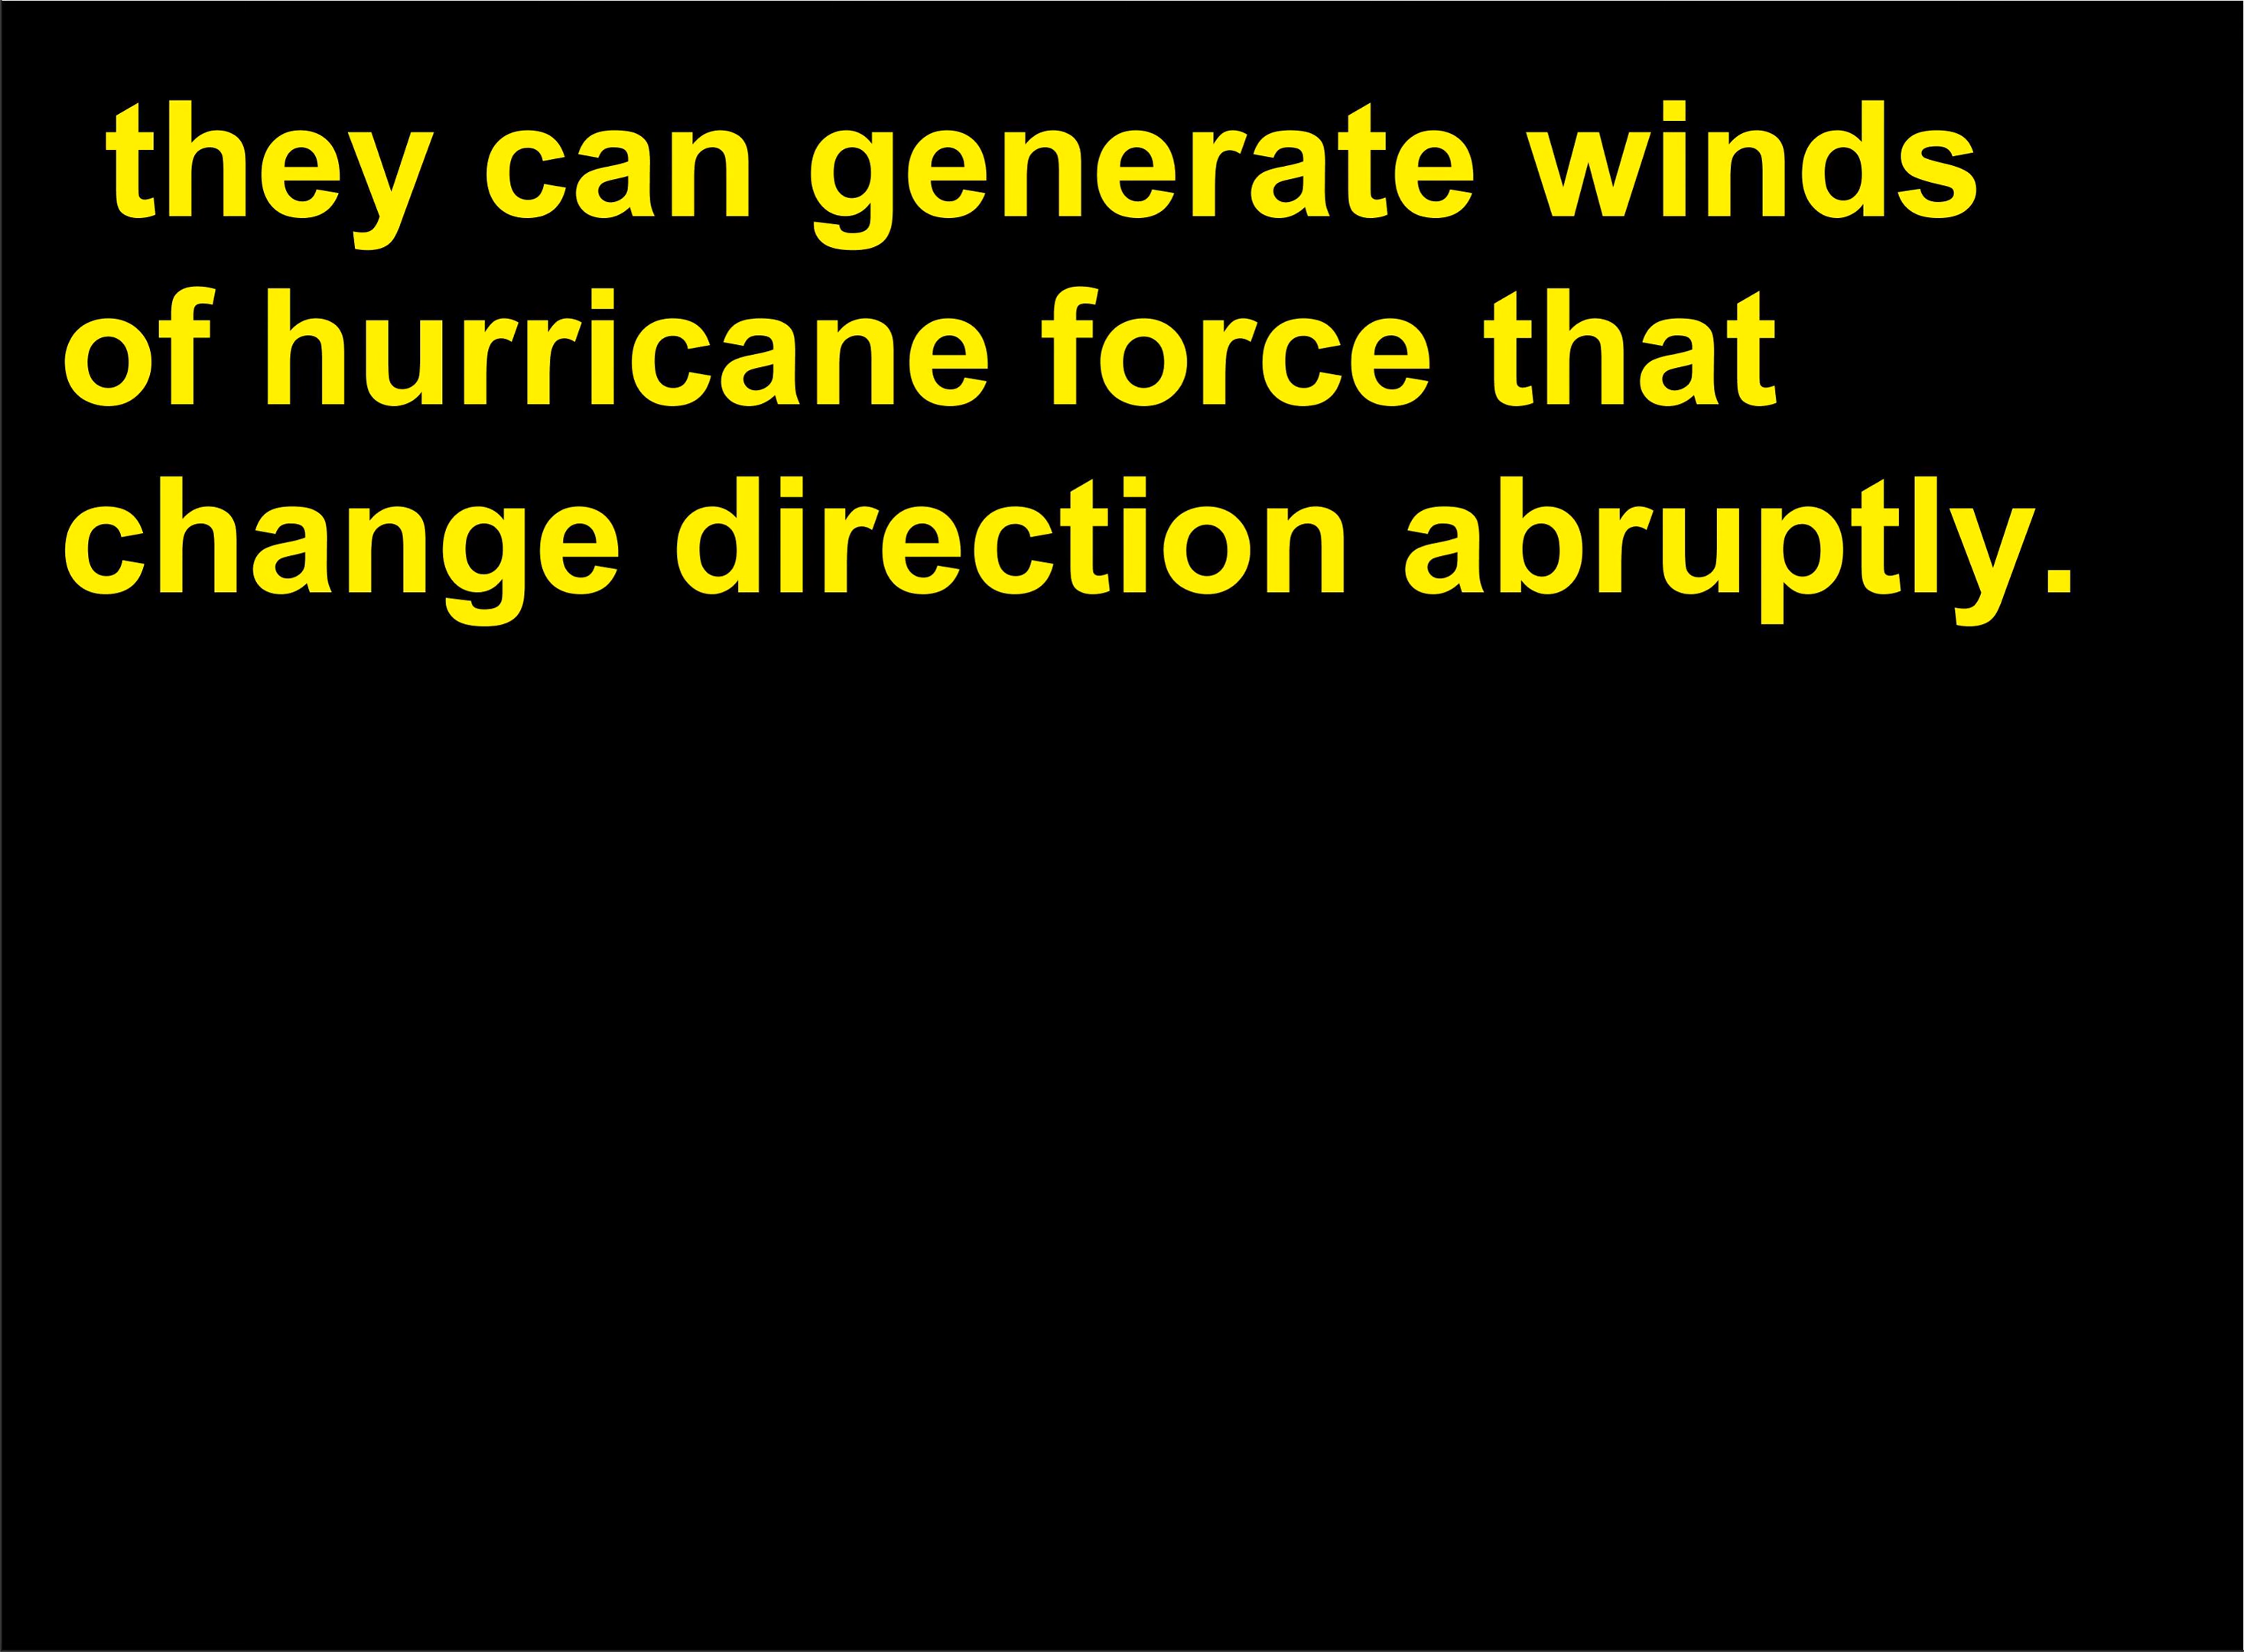 they can generate winds
of hurricane force that
change direction abruptly.